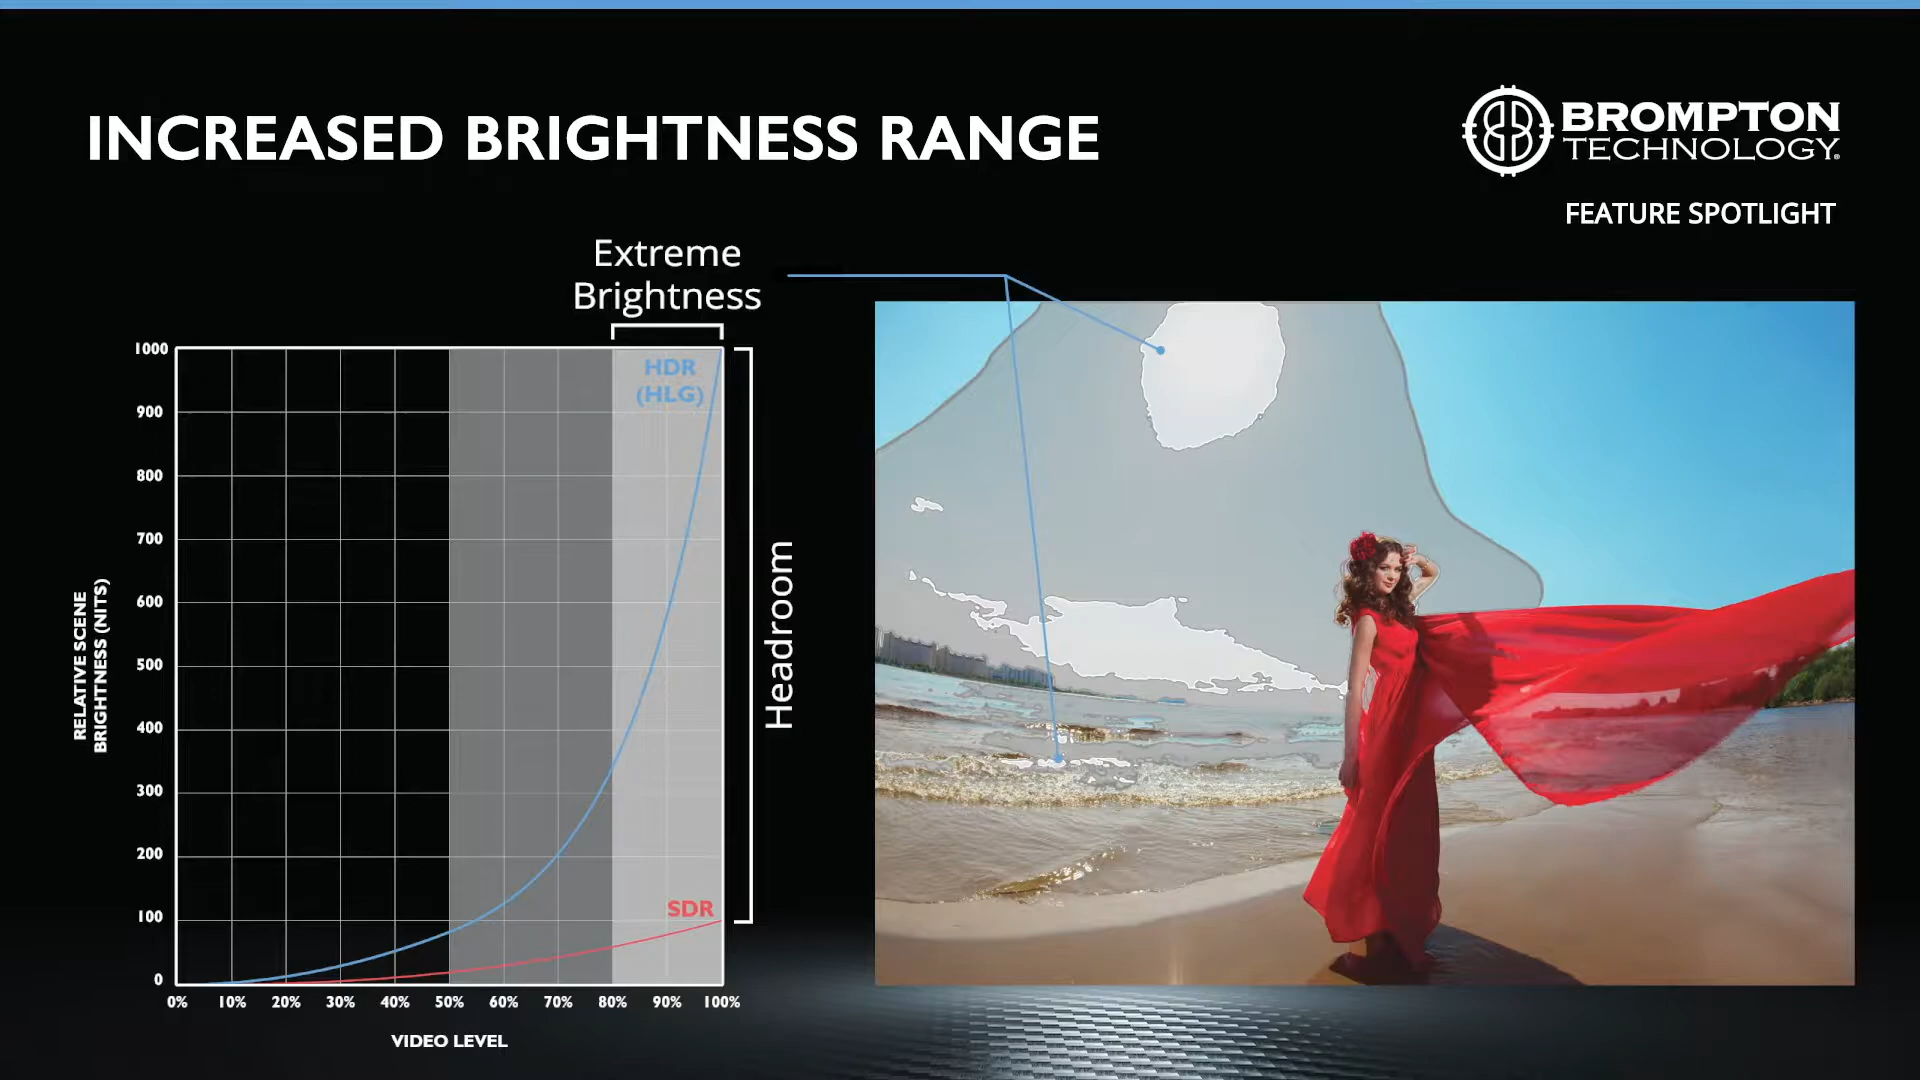 INCREASED BRIGHTNESS RANGE
BROMPTON
TECHNOLOGY®
FEATURE SPOTLIGHT
Extreme
Brightness
HDR
(HLG)
SDR
Headroom
1000
900
800
700
600
500
400
300
200
100
0
RELATIVE SCENE
BRIGHTNESS (NITS)
0% 10% 20% 30% 40% 50% 60% 70% 80% 90% 100%
VIDEO LEVEL